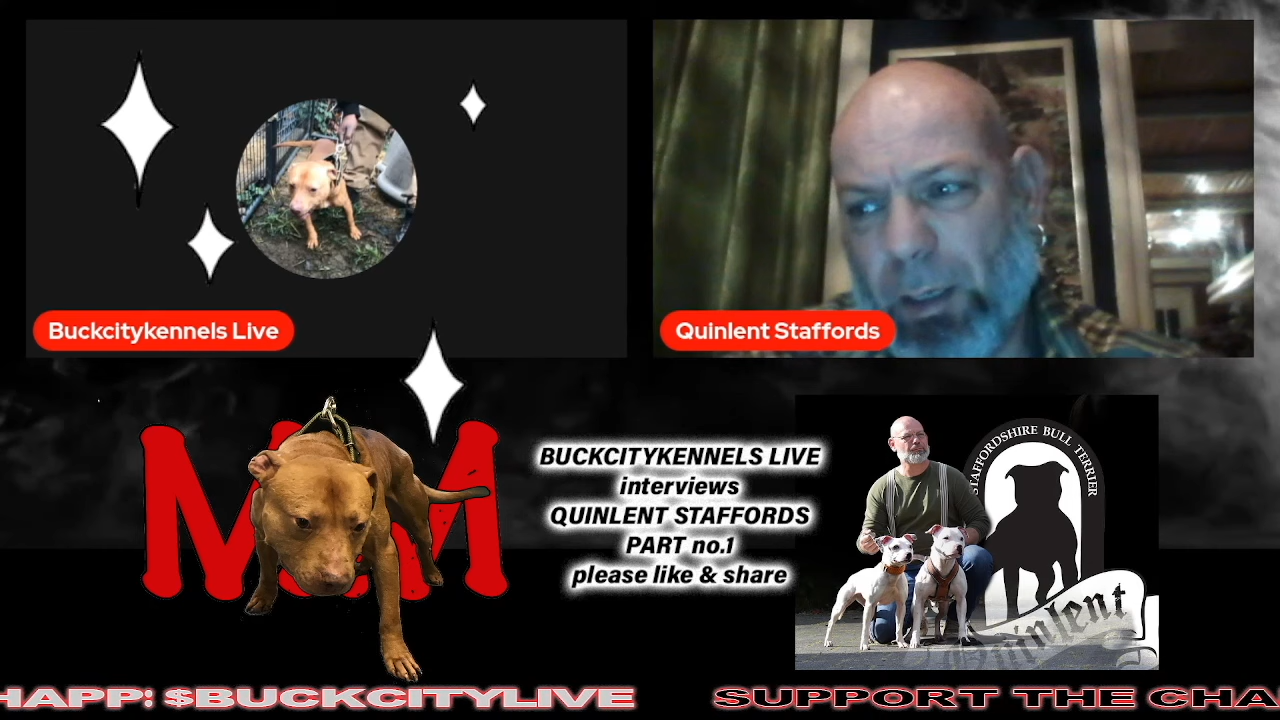 Buckcitykennels Live
Quinlent Staffords
BUCKCITYKENNELS LIVE
interviews
QUINLENT STAFFORDS
PART no.1
please like & share
STAFFORDSHIRE BULL TERRIER
Quinlent
HAPP: $BUCKCITYLIVE
SUPPORT THE CHA